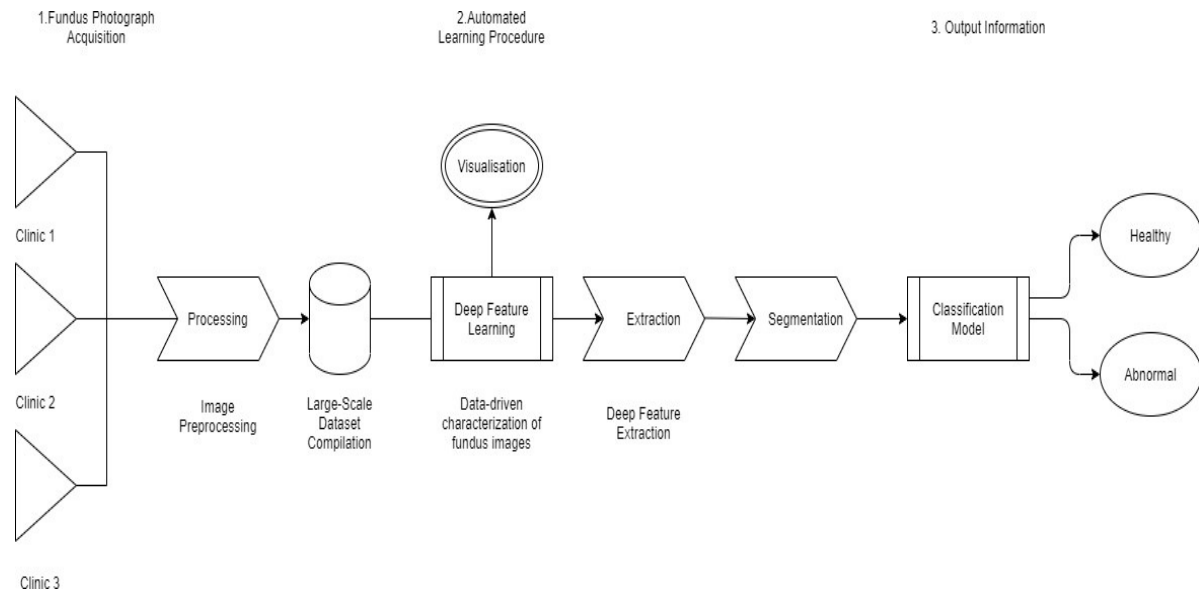 1.Fundus Photograph
Acquisition
2.Automated
Learning Procedure
3. Output Information
Visualisation
Clinic 1
Healthy
Processing
Deep Feature
Learning
Extraction
Segmentation
Classification
Model
Abnormal
Clinic 2
Image
Preprocessing
Large-Scale
Dataset
Compilation
Data-driven
characterization of
fundus images
Deep Feature
Extraction
Clinic 3